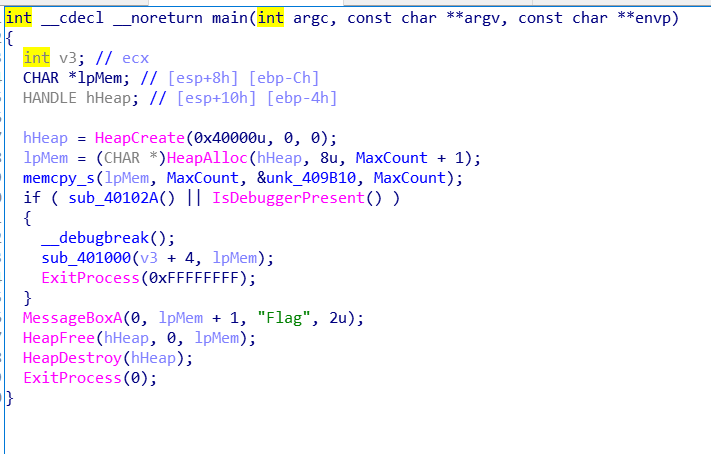 int __cdecl __noreturn main(int argc, const char **argv, const char **envp)
{
int v3; // ecx
CHAR *lpMem; // [esp+8h] [ebp-Ch]
HANDLE hHeap; // [esp+10h] [ebp-4h]
hHeap = HeapCreate(0x40000u, 0, 0);
lpMem = (CHAR *)HeapAlloc(hHeap, 8u, MaxCount + 1);
memcpy_s(lpMem, MaxCount, &unk_409B10, MaxCount);
if ( sub_40102A() || IsDebuggerPresent() )
{
__debugbreak();
sub_401000(v3 + 4, lpMem);
ExitProcess(0xFFFFFFFF);
}
MessageBoxA(0, lpMem + 1, "Flag", 2u);
HeapFree(hHeap, 0, lpMem);
HeapDestroy(hHeap);
ExitProcess(0);
}